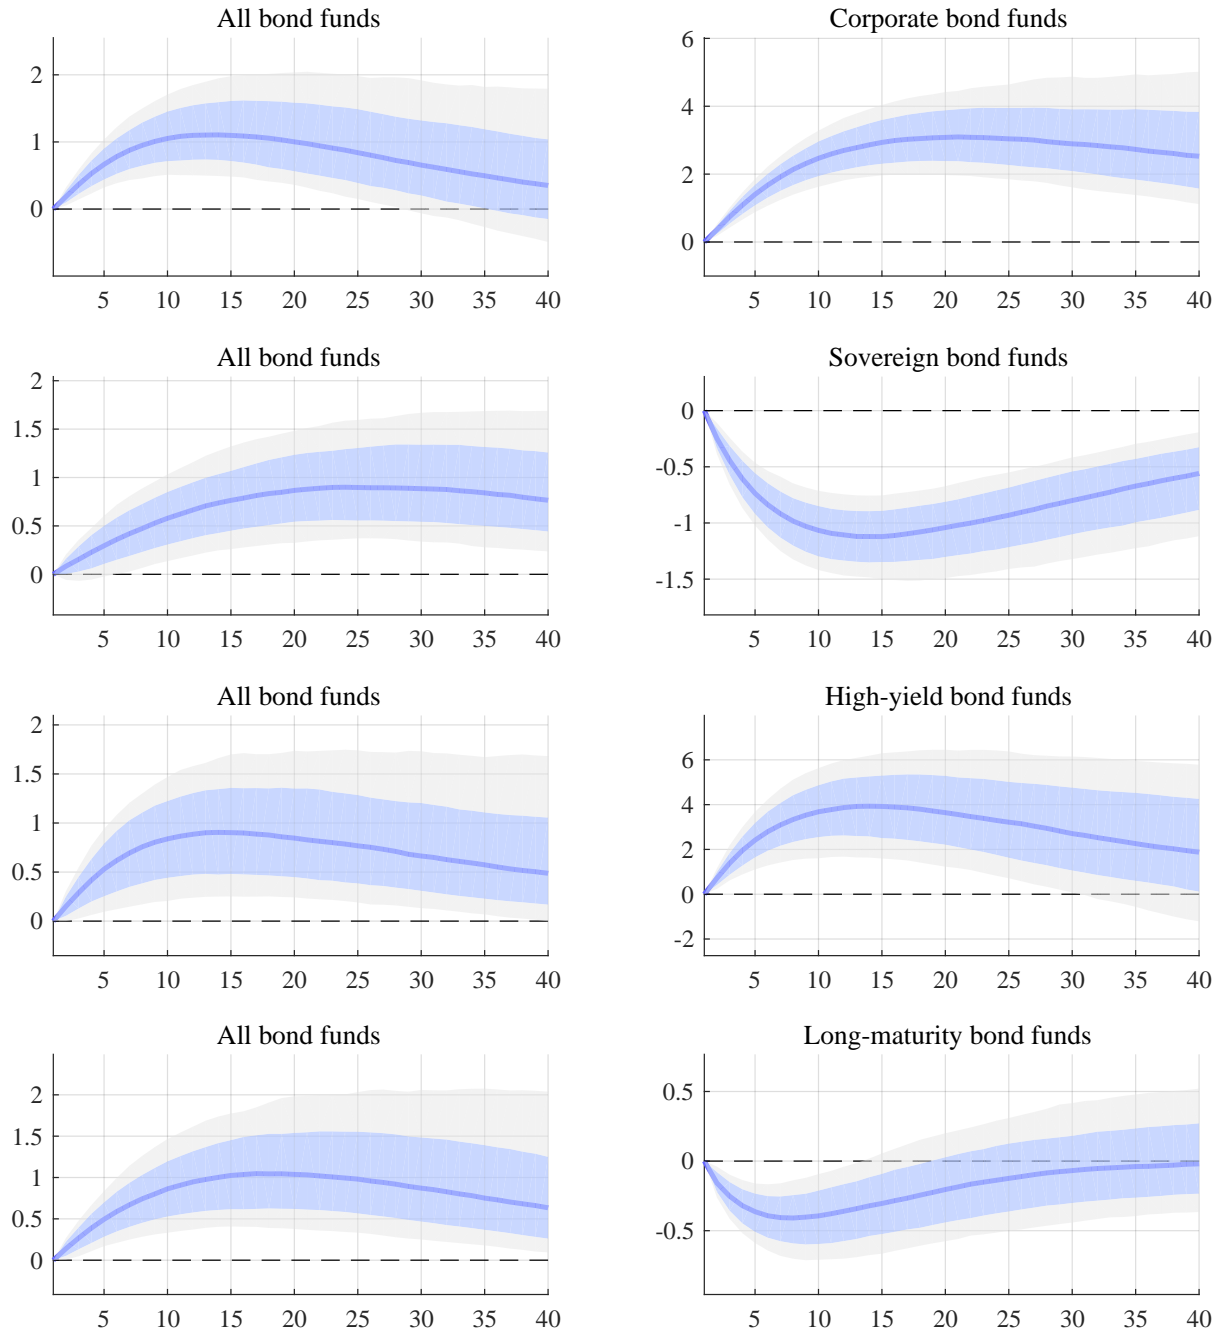 All bond funds
2
1
0
5 10 15 20 25 30 35 40
Corporate bond funds
6
4
2
0
5 10 15 20 25 30 35 40
All bond funds
2
1.5
1
0.5
0
5 10 15 20 25 30 35 40
Sovereign bond funds
0
-0.5
-1
-1.5
5 10 15 20 25 30 35 40
All bond funds
2
1.5
1
0.5
0
5 10 15 20 25 30 35 40
High-yield bond funds
6
4
2
0
-2
5 10 15 20 25 30 35 40
All bond funds
2
1.5
1
0.5
0
5 10 15 20 25 30 35 40
Long-maturity bond funds
0.5
0
-0.5
5 10 15 20 25 30 35 40